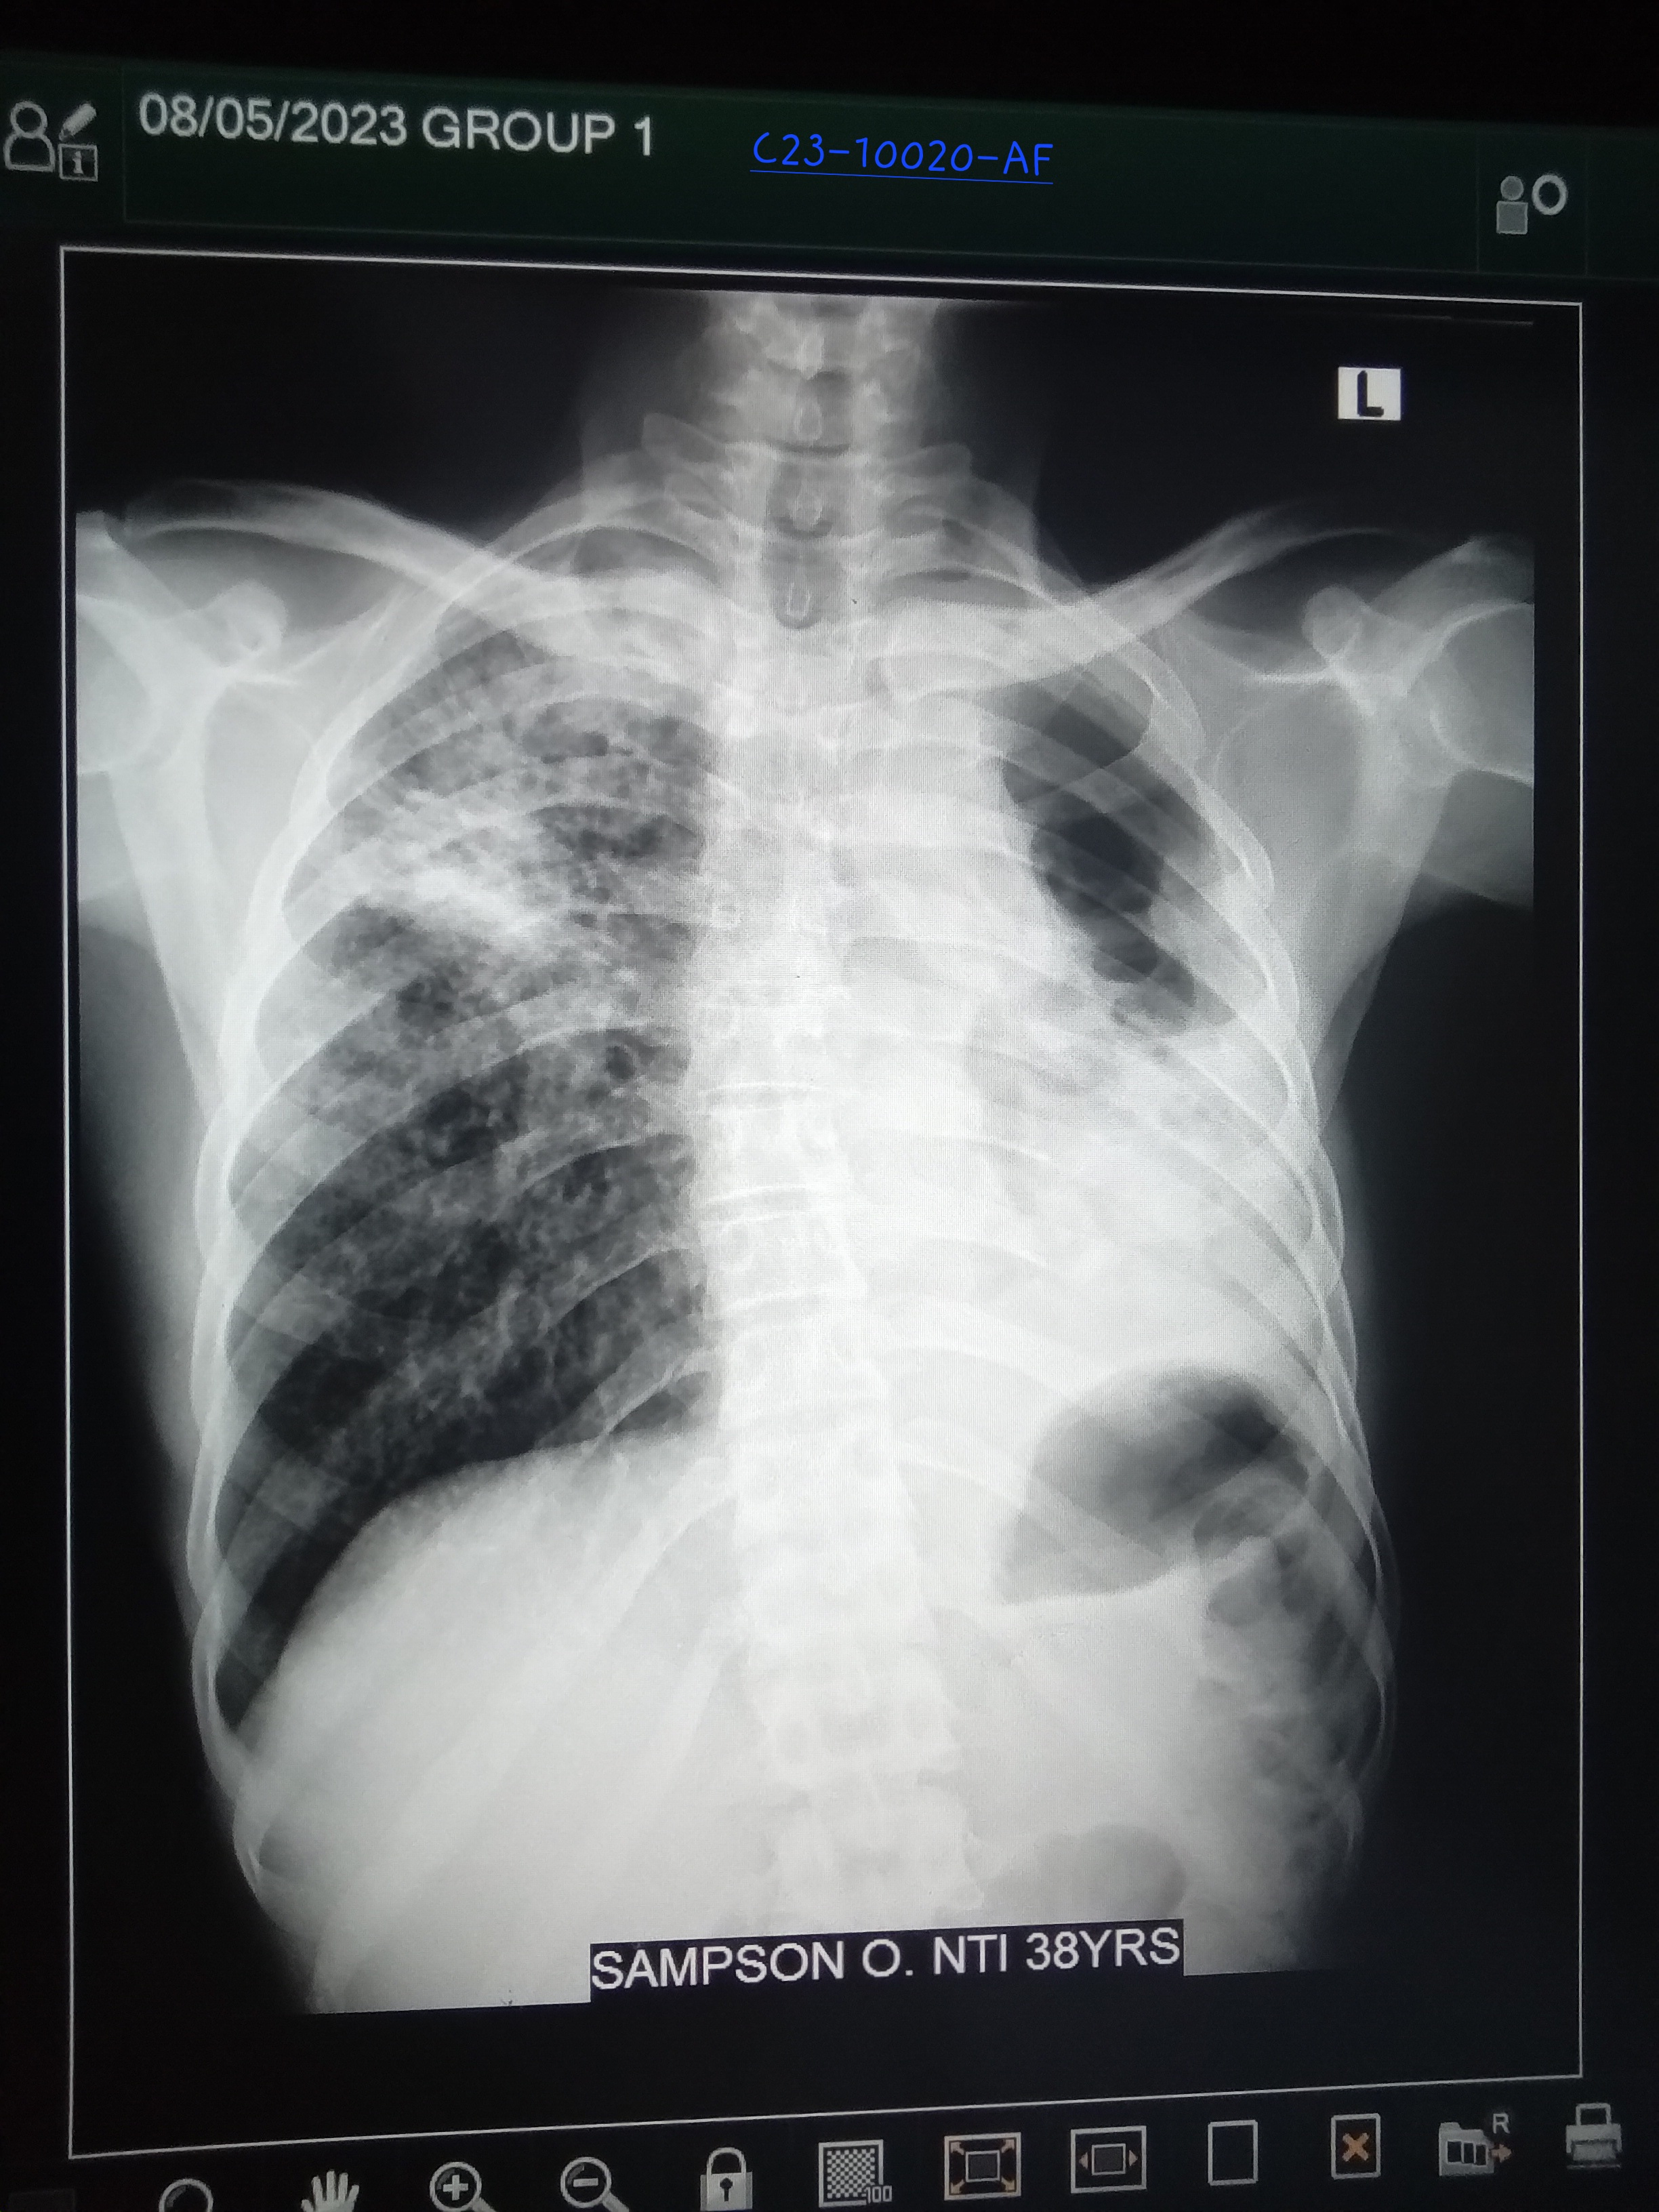 08/05/2023 GROUP 1
C23-10020-AF
L
SAMPSON O. NTI 38YRS
100
R